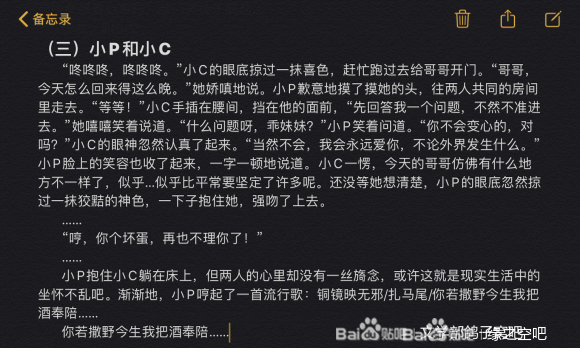 备忘录
（三）小P和小C
“咚咚咚，咚咚咚。”小C的眼底掠过一抹喜色，赶忙跑过去给哥哥开门。“哥哥，
今天怎么回来得这么晚。”她娇嗔地说。小P歉意地摸了摸她的头，往两人共同的房间
里走去。“等等！”小C手插在腰间，挡在他的面前，“先回答我一个问题，不然不准进
去。”她嘻嘻笑着说道。“什么问题呀，乖妹妹？”小P笑着问道。“你不会变心的，对
吗？”小C的眼神忽然认真了起来。“当然不会，我会永远爱你，不论外界发生什么。”
小P脸上的笑容也收了起来，一字一顿地说道。小C一愣，今天的哥哥仿佛有什么地
方不一样了，似乎...似乎比平常要坚定了许多呢。还没等她想清楚，小P的眼底忽然掠
过一抹狡黠的神色，一下子抱住她，强吻了上去。
……
“哼，你个坏蛋，再也不理你了！”
……
小P抱住小C躺在床上，但两人的心里却没有一丝旖念，或许这就是现实生活中的
坐怀不乱吧。渐渐地，小P哼起了一首流行歌：铜镜映无邪/扎马尾/你若撒野今生我把
酒奉陪……
你若撒野今生我把酒奉陪……
Bai贴吧